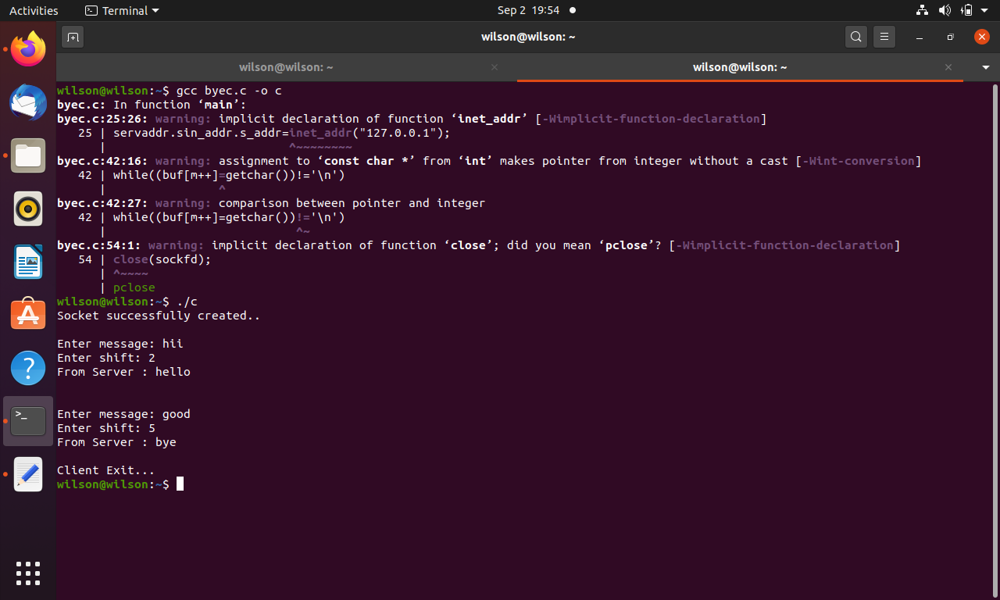 Activities
Terminal
Sep 2 19:54
wilson@wilson: ~
wilson@wilson: ~
wilson@wilson: ~
wilson@wilson:~$ gcc byec.c -o c
byec.c: In function ‘main’:
byec.c:25:26: warning: implicit declaration of function ‘inet_addr’ [-Wimplicit-function-declaration]
   25 | servaddr.sin_addr.s_addr=inet_addr("127.0.0.1");
      |                          ^~~~~~~~~
byec.c:42:16: warning: assignment to ‘const char *’ from ‘int’ makes pointer from integer without a cast [-Wint-conversion]
   42 | while((buf[m++]=getchar())!='\n')
      |                ^
byec.c:42:27: warning: comparison between pointer and integer
   42 | while((buf[m++]=getchar())!='\n')
      |                           ^~
byec.c:54:1: warning: implicit declaration of function ‘close’; did you mean ‘pclose’? [-Wimplicit-function-declaration]
   54 | close(sockfd);
      | ^~~~~
      | pclose
wilson@wilson:~$ ./c
Socket successfully created..
Enter message: hii
Enter shift: 2
From Server : hello
Enter message: good
Enter shift: 5
From Server : bye
Client Exit...
wilson@wilson:~$